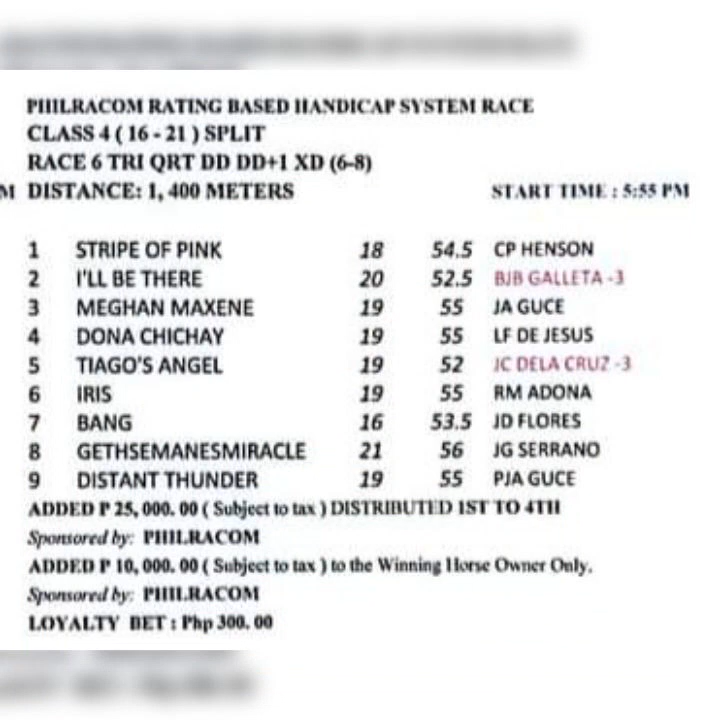 PHILRACOM RATING BASED HANDICAP SYSTEM RACE
CLASS 4 ( 16 - 21 ) SPLIT
RACE 6 TRI QRT DD DD+1 XD (6-8)
M DISTANCE: 1, 400 METERS START TIME : 5:55 PM
1 STRIPE OF PINK 18 54.5 CP HENSON
2 I'LL BE THERE 20 52.5 BJB GALLETA -3
3 MEGHAN MAXENE 19 55 JA GUCE
4 DONA CHICHAY 19 55 LF DE JESUS
5 TIAGO'S ANGEL 19 52 JC DELA CRUZ -3
6 IRIS 19 55 RM ADONA
7 BANG 16 53.5 JD FLORES
8 GETHSEMANESMIRACLE 21 56 JG SERRANO
9 DISTANT THUNDER 19 55 PJA GUCE
ADDED P 25, 000. 00 ( Subject to tax ) DISTRIBUTED 1ST TO 4TH
Sponsored by: PHILRACOM
ADDED P 10, 000. 00 ( Subject to tax ) to the Winning Horse Owner Only.
Sponsored by: PHILRACOM
LOYALTY BET : Php 300. 00